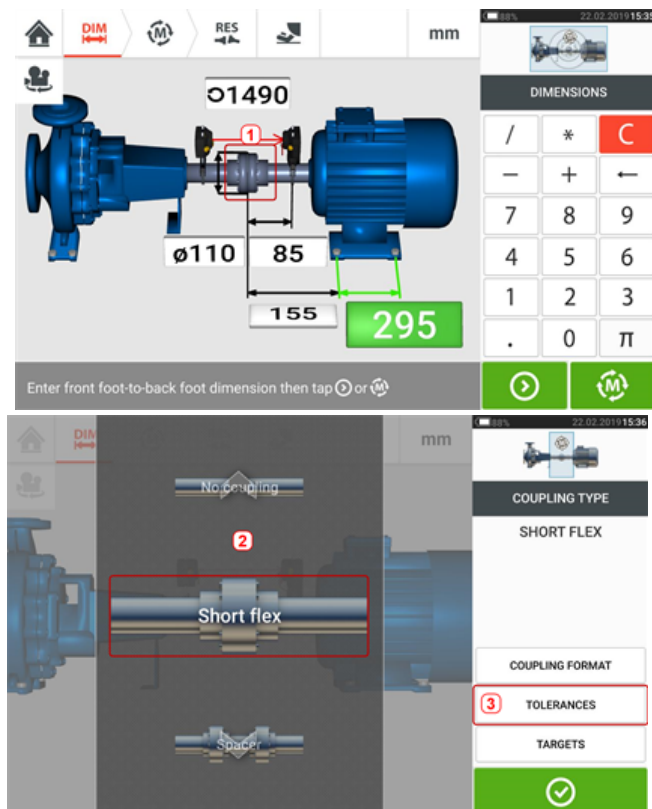 88% 22.02.2019 15:35
DIM
M
RES
mm
1490
1
ø110
85
155
295
Enter front foot-to-back foot dimension then tap or M
DIMENSIONS
/ * C
− + ←
7 8 9
4 5 6
1 2 3
. 0 π
M
88% 22.02.2019 15:36
DIM
mm
No coupling
2
Short flex
Spacer
COUPLING TYPE
SHORT FLEX
COUPLING FORMAT
3 TOLERANCES
TARGETS